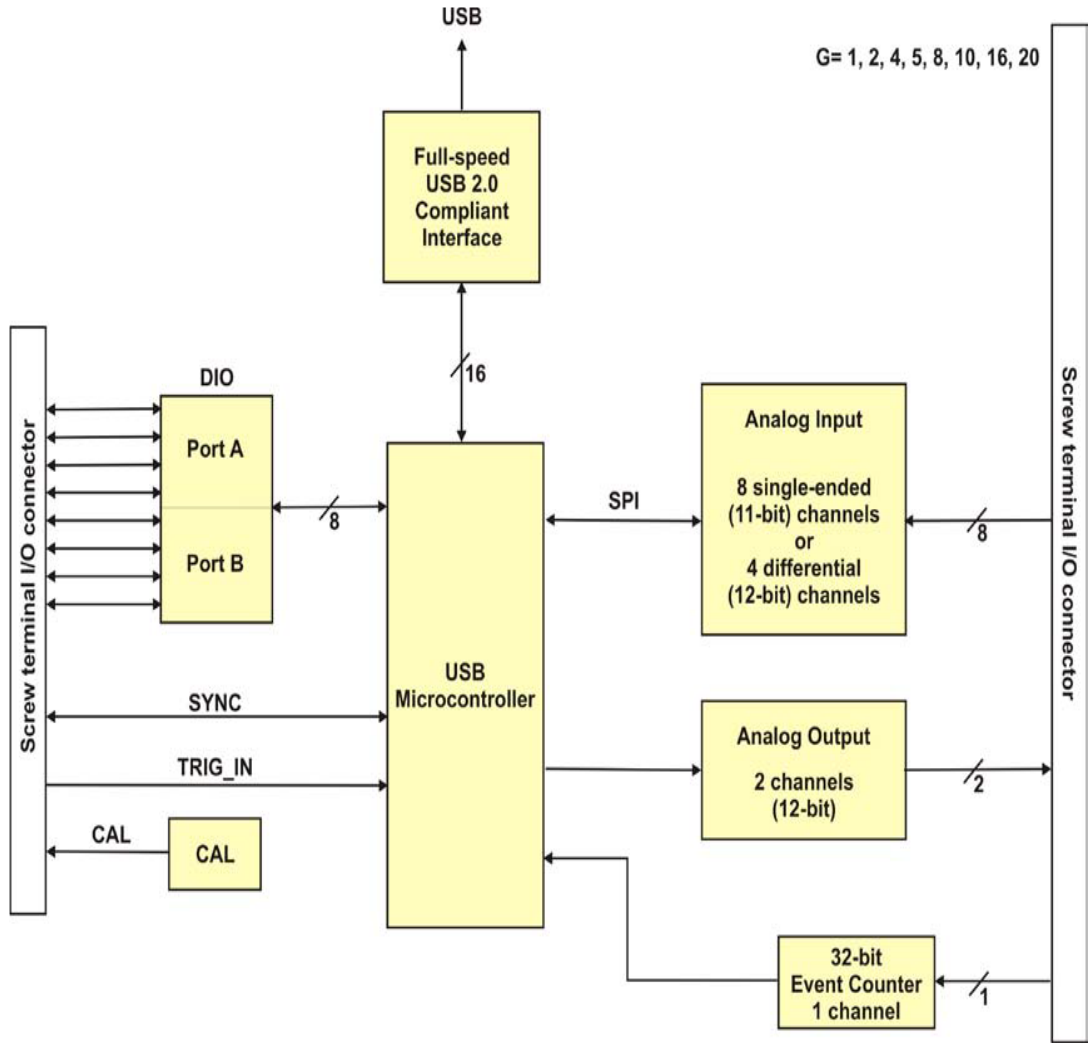 USB
G= 1, 2, 4, 5, 8, 10, 16, 20
Full-speed
USB 2.0
Compliant
Interface
16
DIO
Port A
Port B
8
Screw terminal I/O connector
SYNC
TRIG_IN
CAL
CAL
USB
Microcontroller
SPI
Analog Input
8 single-ended
(11-bit) channels
or
4 differential
(12-bit) channels
8
Analog Output
2 channels
(12-bit)
2
32-bit
Event Counter
1 channel
1
Screw terminal I/O connector